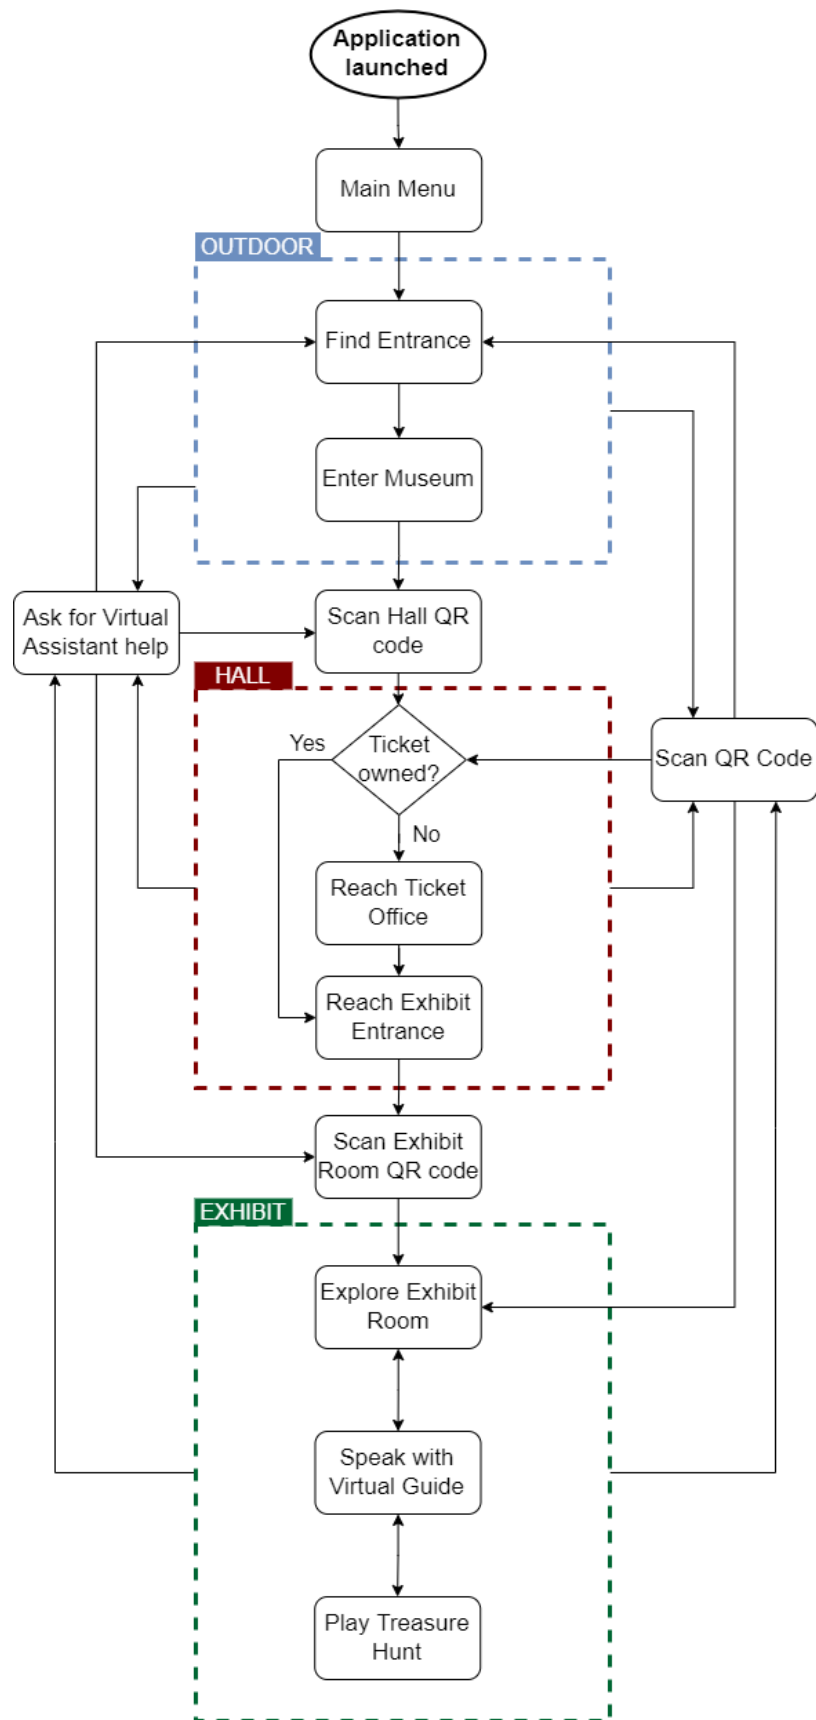 Application
launched
Main Menu
OUTDOOR
Find Entrance
Enter Museum
Ask for Virtual
Assistant help
Scan Hall QR
code
HALL
Yes
Ticket
owned?
Scan QR Code
No
Reach Ticket
Office
Reach Exhibit
Entrance
Scan Exhibit
Room QR code
EXHIBIT
Explore Exhibit
Room
Speak with
Virtual Guide
Play Treasure
Hunt